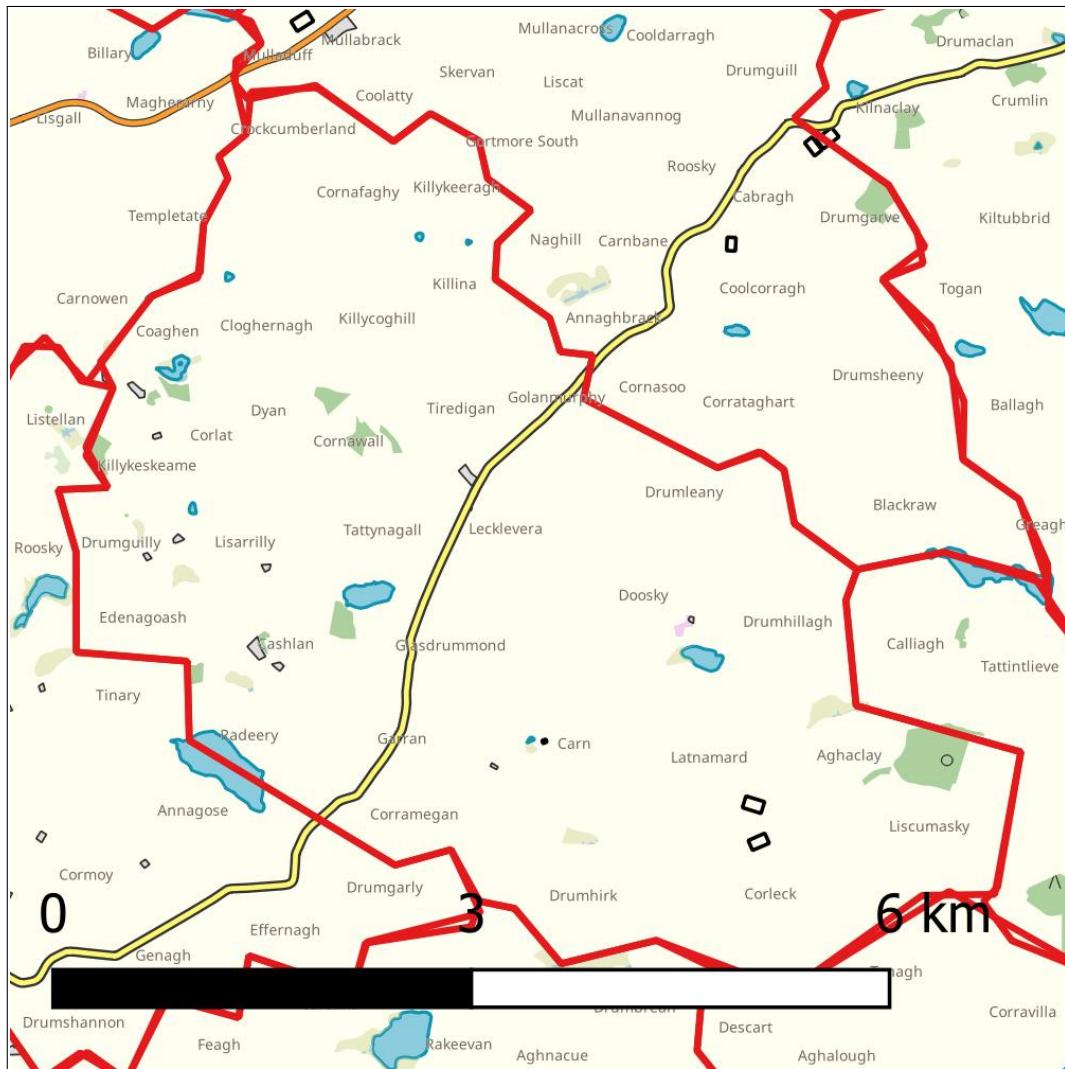 Mullanacross
Cooldarragh
Mullabrack
Drumaclan
Billary
Mulladuff
Skervan
Drumguill
Liscat
Coolatty
Magherarny
Crumlin
Kilnaclay
Lisgall
Mullanavannog
Crockcumberland
Gortmore South
Roosky
Cornafaghy
Killykeeragh
Cabragh
Templetate
Drumgarve
Kiltubbrid
Naghill
Carnbane
Killina
Coolcorragh
Togan
Carnowen
Killycoghill
Annaghbrack
Cloghernagh
Coaghen
Drumsheeny
Cornasoo
Golanmurphy
Corrataghart
Ballagh
Tiredigan
Dyan
Listellan
Corlat
Cornawall
Killykeskeame
Drumleany
Blackraw
Greagh
Tattynagall
Lecklevera
Roosky
Drumguilly
Lisarrilly
Doosky
Edenagoash
Drumhillagh
Cashlan
Glasdrummond
Calliagh
Tattintlieve
Tinary
Radeery
Garran
Carn
Latnamard
Aghaclay
Annagose
Corramegan
Liscumasky
Cormoy
Drumgarly
Drumhirk
Corleck
0
3
6 km
Effernagh
Genagh
Drumshannon
Descart
Corravilla
Feagh
Rakeevan
Aghnacue
Aghalough